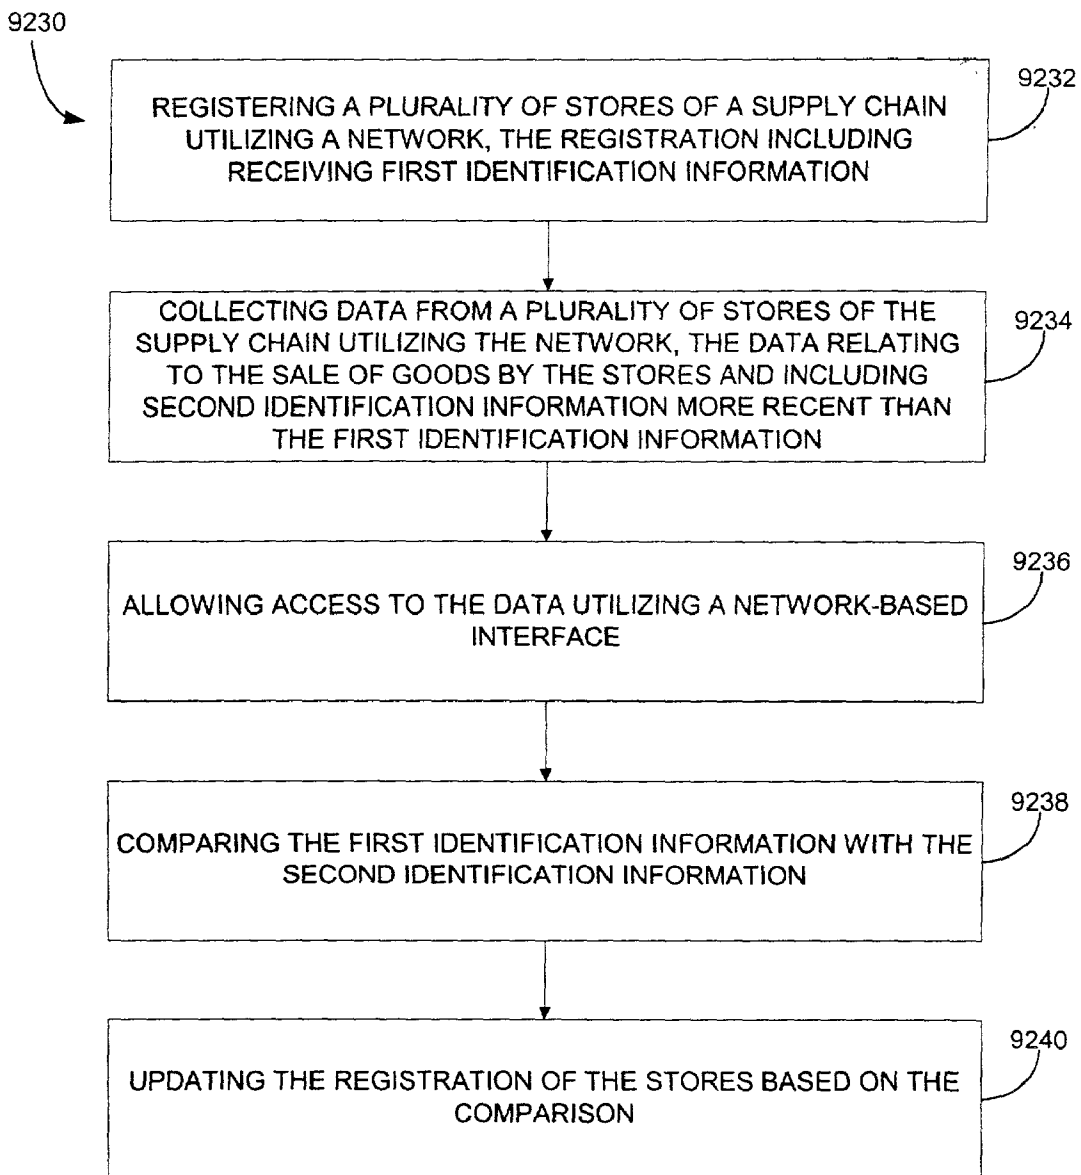 9230
REGISTERING A PLURALITY OF STORES OF A SUPPLY CHAIN
UTILIZING A NETWORK, THE REGISTRATION INCLUDING
RECEIVING FIRST IDENTIFICATION INFORMATION
9232
COLLECTING DATA FROM A PLURALITY OF STORES OF THE
SUPPLY CHAIN UTILIZING THE NETWORK, THE DATA RELATING
TO THE SALE OF GOODS BY THE STORES AND INCLUDING
SECOND IDENTIFICATION INFORMATION MORE RECENT THAN
THE FIRST IDENTIFICATION INFORMATION
9234
ALLOWING ACCESS TO THE DATA UTILIZING A NETWORK-BASED
INTERFACE
9236
COMPARING THE FIRST IDENTIFICATION INFORMATION WITH THE
SECOND IDENTIFICATION INFORMATION
9238
UPDATING THE REGISTRATION OF THE STORES BASED ON THE
COMPARISON
9240